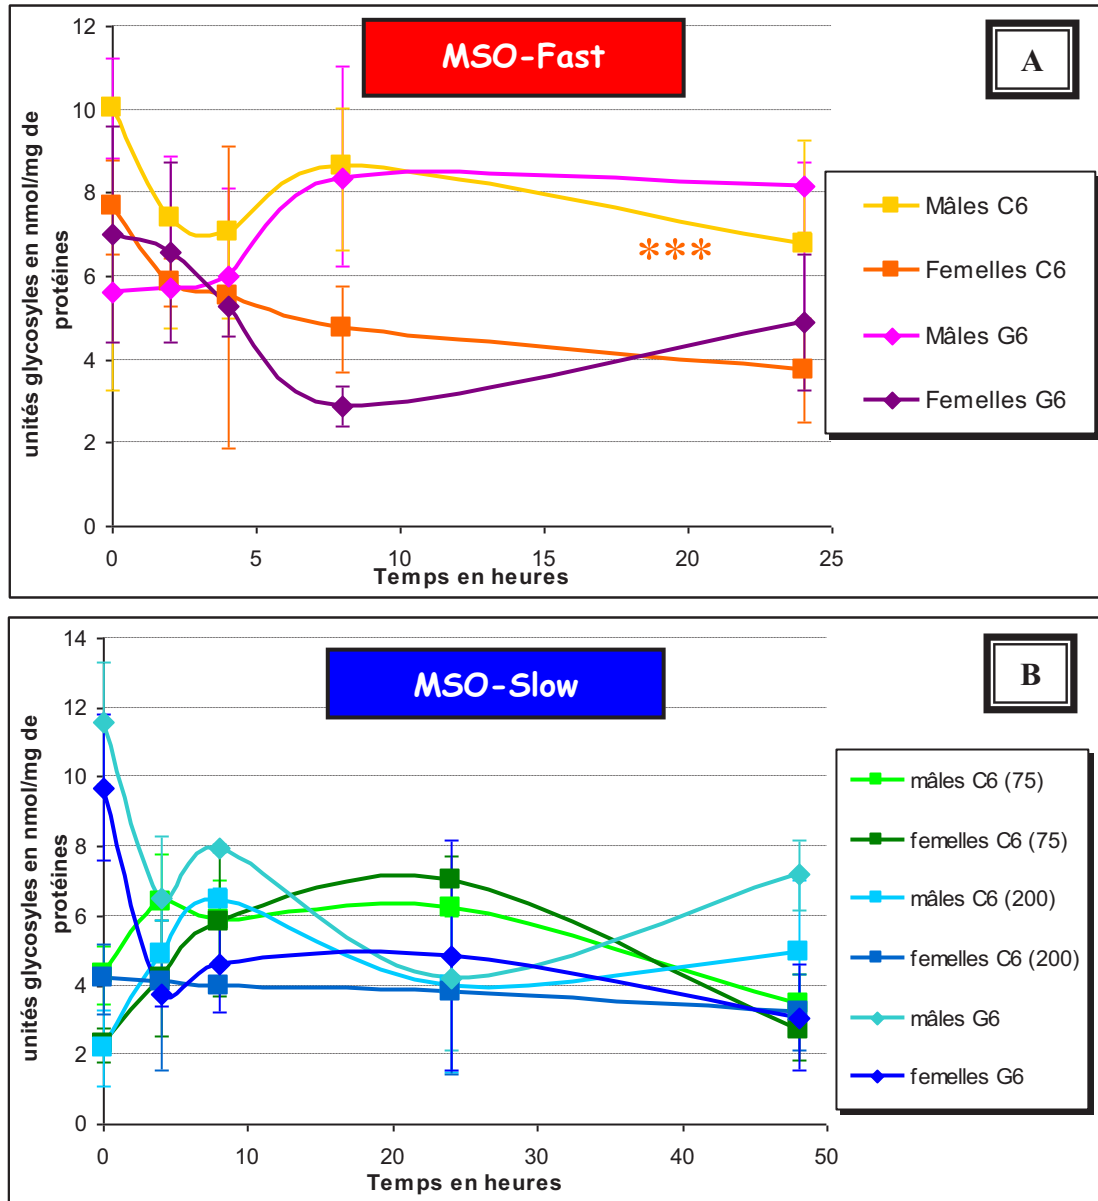 MSO-Fast
A
unités glycosyles en nmol/mg de
protéines
12
10
8
6
4
2
0
***
0 5 10 15 20 25
Temps en heures
Mâles C6
Femelles C6
Mâles G6
Femelles G6
MSO-Slow
B
unités glycosyles en nmol/mg de
protéines
14
12
10
8
6
4
2
0
0 10 20 30 40 50
Temps en heures
mâles C6 (75)
femelles C6 (75)
mâles C6 (200)
femelles C6 (200)
mâles G6
femelles G6